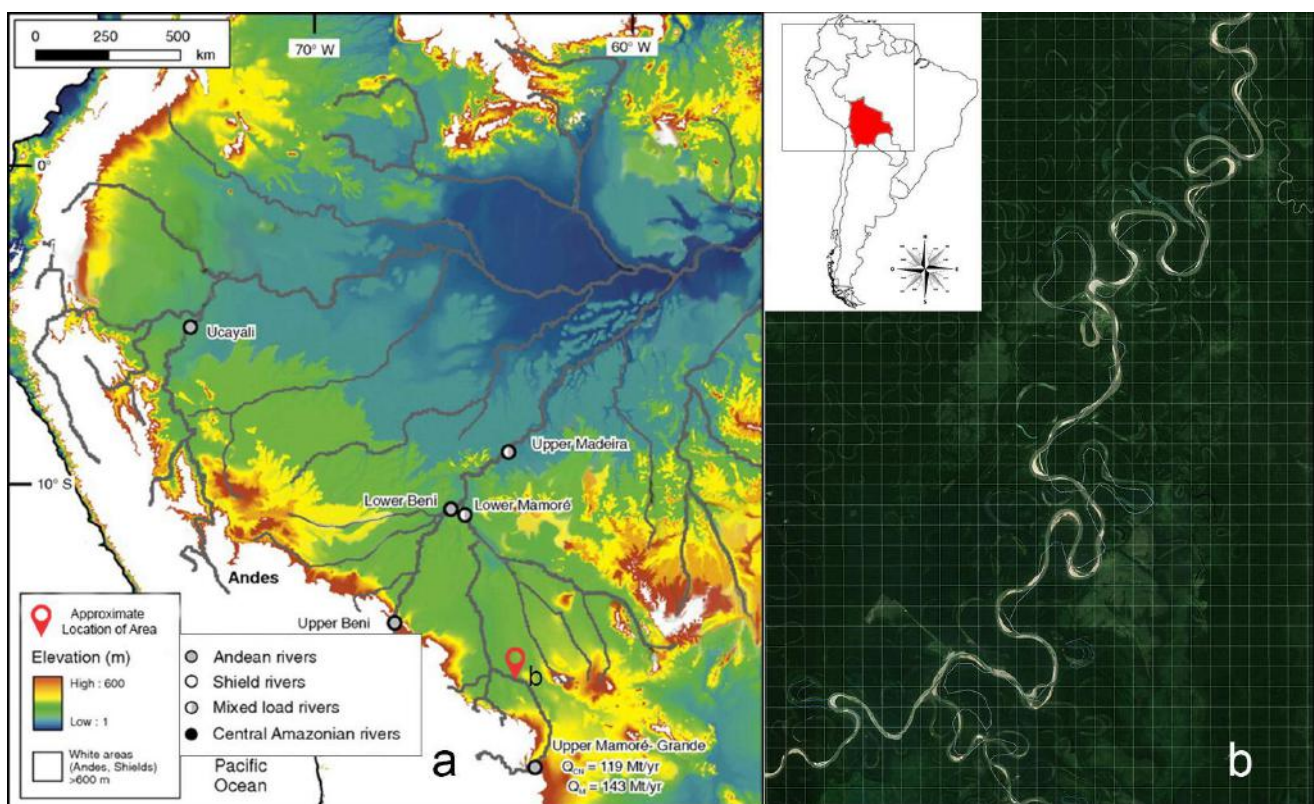 0 250 500
km
70° W
60° W
0°
10° S
Ucayali
Upper Madeira
Lower Beni
Lower Mamoré
Andes
Upper Beni
b
Approximate
Location of Area
Elevation (m)
High : 600
Low : 1
White areas
(Andes, Shields)
>600 m
Andean rivers
Shield rivers
Mixed load rivers
Central Amazonian rivers
Pacific
Ocean
Upper Mamoré- Grande
Q_CN = 119 Mt/yr
Q_M = 143 Mt/yr
a
N
O
E
S
b